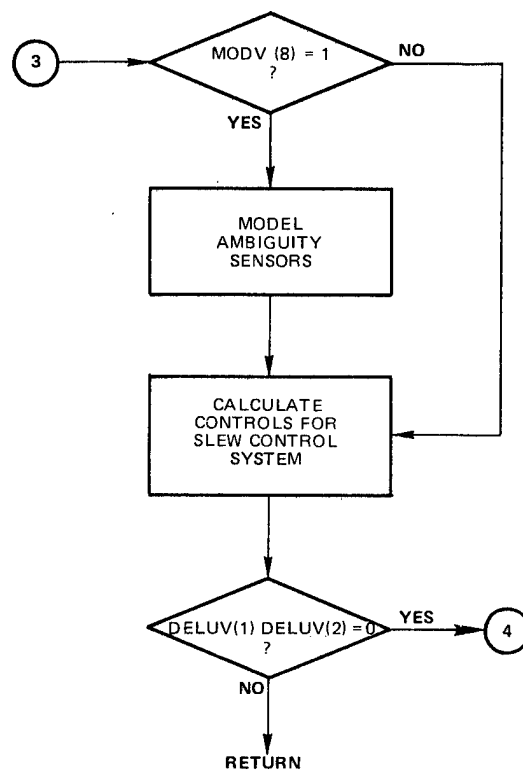 3
MODV (8) = 1
?
NO
YES
MODEL
AMBIGUITY
SENSORS
CALCULATE
CONTROLS FOR
SLEW CONTROL
SYSTEM
DELUV(1) DELUV(2) = 0
?
YES
4
NO
RETURN